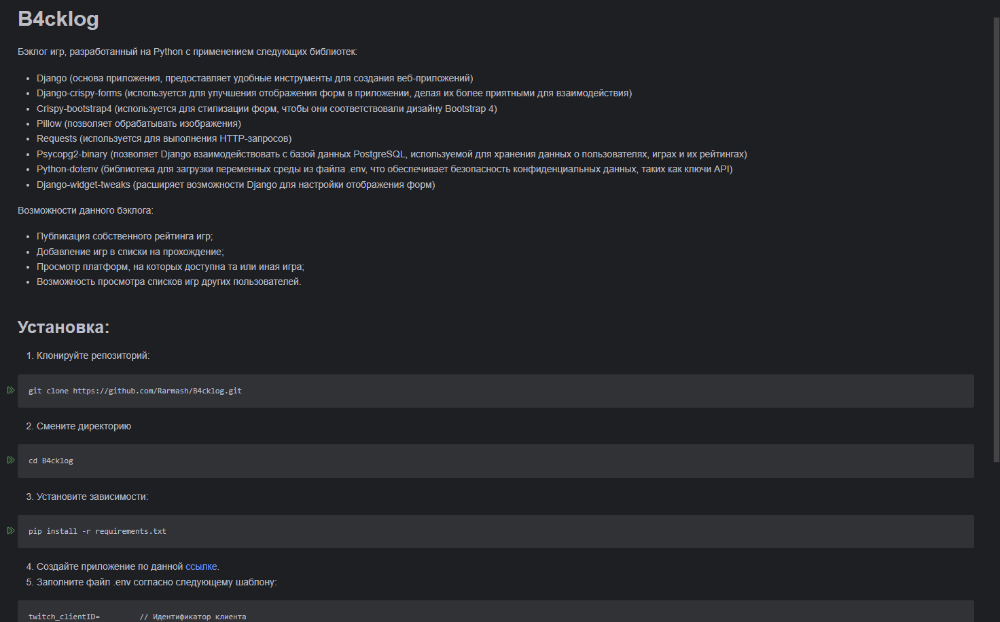 B4cklog
Бэклог игр, разработанный на Python с применением следующих библиотек:
• Django (основа приложения, предоставляет удобные инструменты для создания веб-приложений)
• Django-crispy-forms (используется для улучшения отображения форм в приложении, делая их более приятными для взаимодействия)
• Crispy-bootstrap4 (используется для стилизации форм, чтобы они соответствовали дизайну Bootstrap 4)
• Pillow (позволяет обрабатывать изображения)
• Requests (используется для выполнения HTTP-запросов)
• Psycopg2-binary (позволяет Django взаимодействовать с базой данных PostgreSQL, используемой для хранения данных о пользователях, играх и их рейтингах)
• Python-dotenv (библиотека для загрузки переменных среды из файла .env, что обеспечивает безопасность конфиденциальных данных, таких как ключи API)
• Django-widget-tweaks (расширяет возможности Django для настройки отображения форм)
Возможности данного бэклога:
• Публикация собственного рейтинга игр;
• Добавление игр в списки на прохождение;
• Просмотр платформ, на которых доступна та или иная игра;
• Возможность просмотра списков игр других пользователей.
Установка:
1. Клонируйте репозиторий:
git clone https://github.com/Rarmash/B4cklog.git
2. Смените директорию
cd B4cklog
3. Установите зависимости:
pip install -r requirements.txt
4. Создайте приложение по данной ссылке.
5. Заполните файл .env согласно следующему шаблону:
twitch_clientID= // Идентификатор клиента